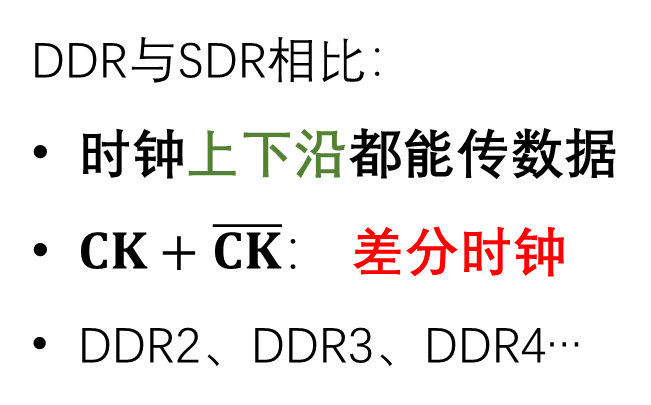 DDR与SDR相比：
• 时钟上下沿都能传数据
• CK + C̅K̅： 差分时钟
• DDR2、DDR3、DDR4…